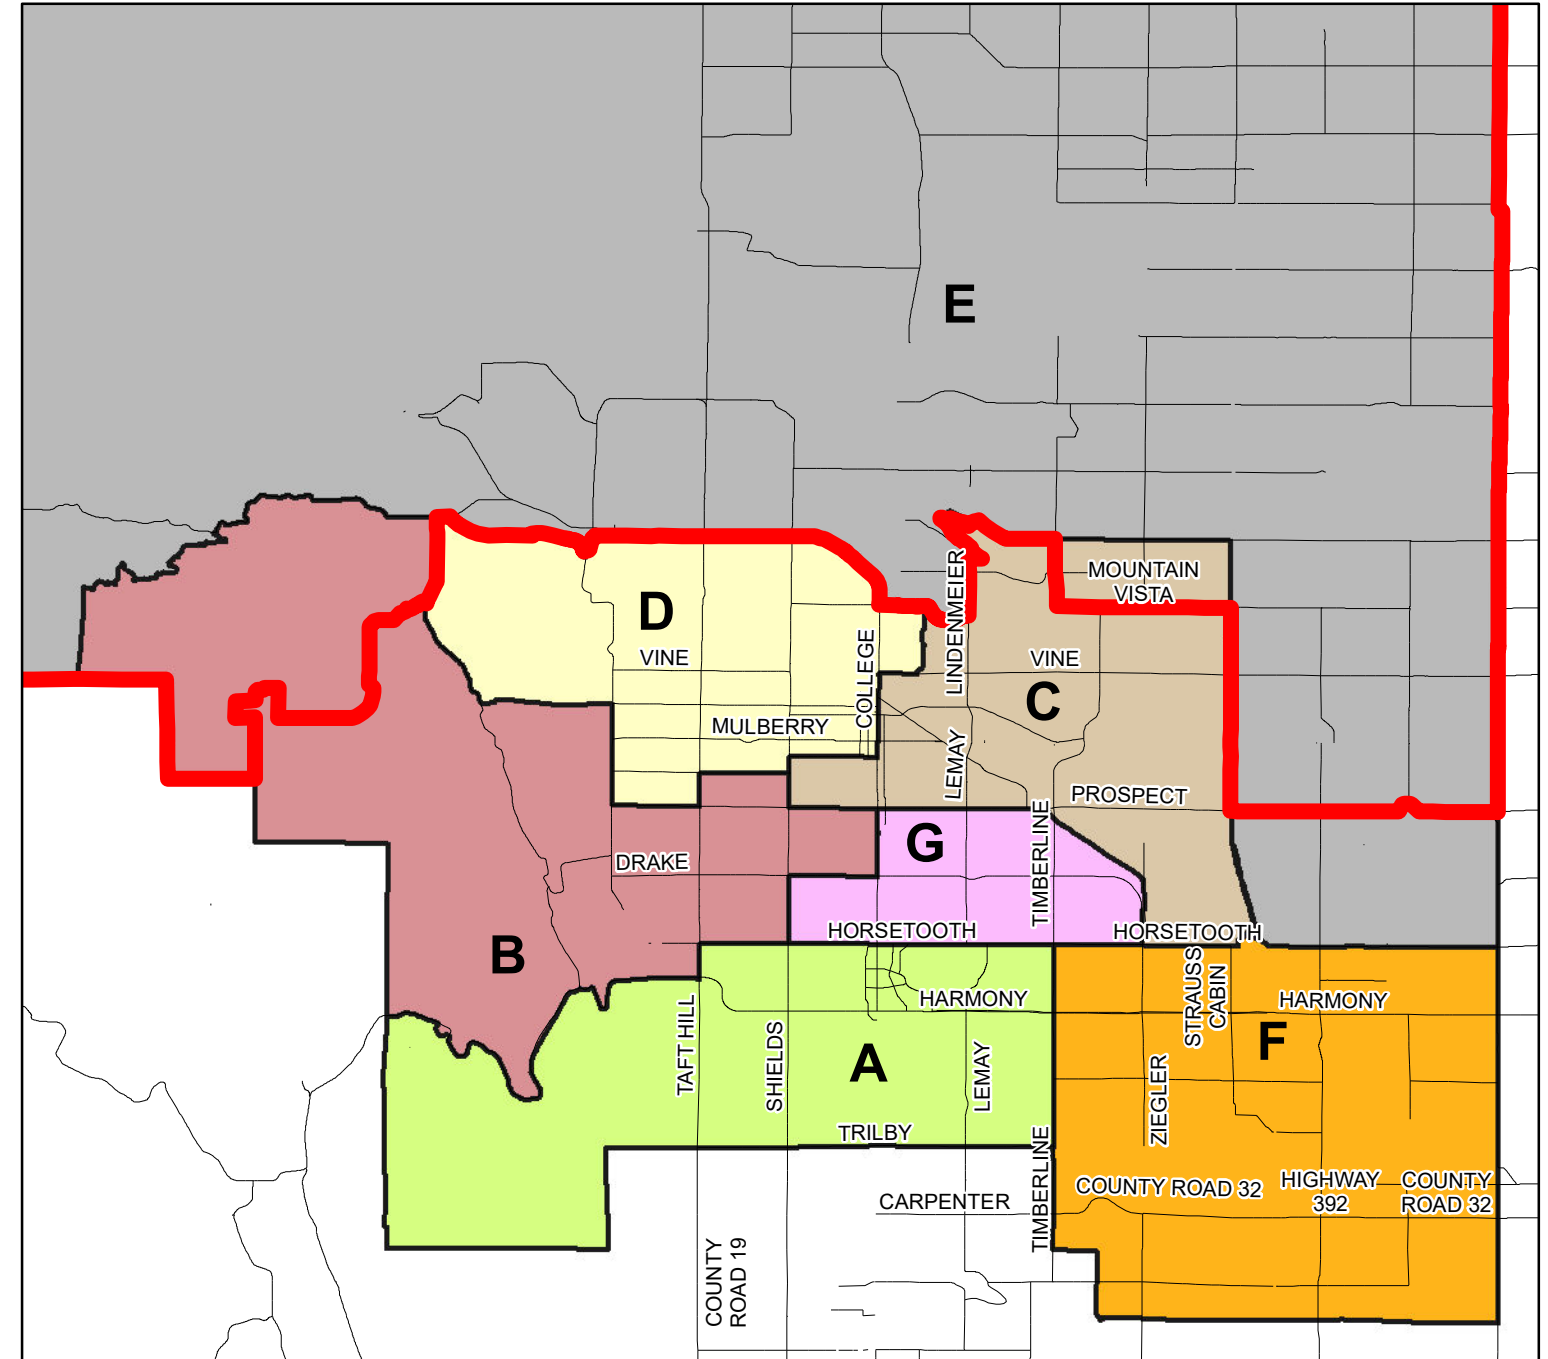 E
MOUNTAIN
VISTA
D
LINDENMEIER
VINE
COLLEGE
VINE
C
MULBERRY
LEMAY
PROSPECT
TIMBERLINE
G
DRAKE
HORSETOOTH
HORSETOOTH
B
STRAUSS
CABIN
HARMONY
HARMONY
TAFT HILL
SHIELDS
A
LEMAY
F
ZIEGLER
TRILBY
TIMBERLINE
COUNTY ROAD 32
HIGHWAY
392
COUNTY
ROAD 32
CARPENTER
COUNTY
ROAD 19